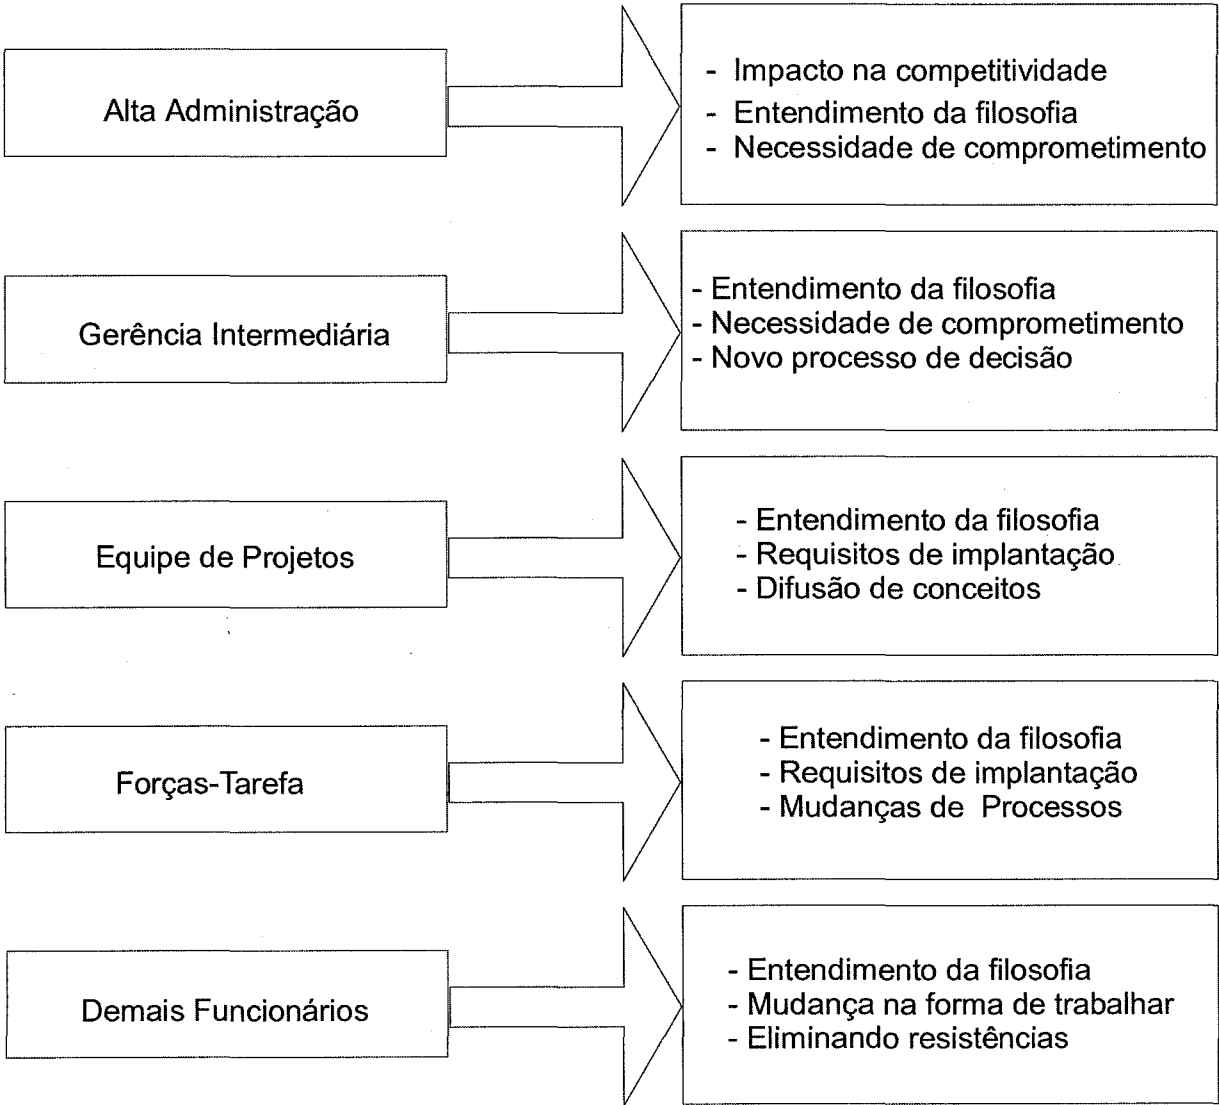 Alta Administração
- Impacto na competitividade
- Entendimento da filosofia
- Necessidade de comprometimento
Gerência Intermediária
- Entendimento da filosofia
- Necessidade de comprometimento
- Novo processo de decisão
Equipe de Projetos
- Entendimento da filosofia
- Requisitos de implantação
- Difusão de conceitos
Forças-Tarefa
- Entendimento da filosofia
- Requisitos de implantação
- Mudanças de Processos
Demais Funcionários
- Entendimento da filosofia
- Mudança na forma de trabalhar
- Eliminando resistências